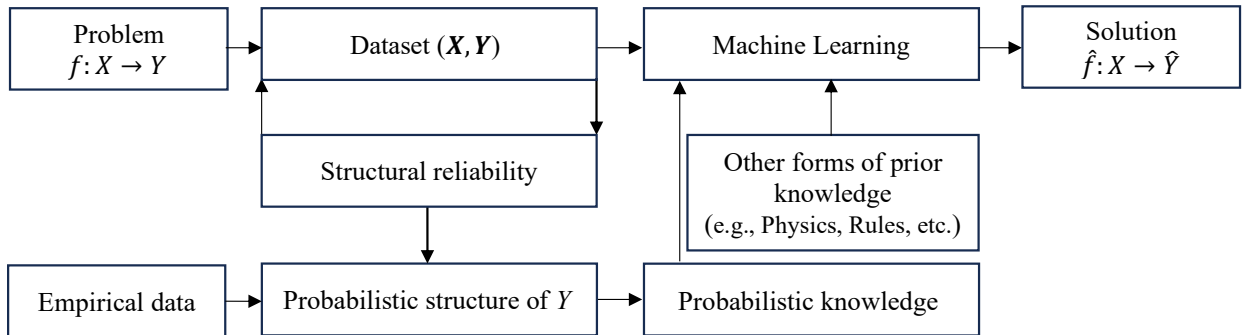 Problem
f: X → Y
Dataset (X, Y)
Machine Learning
Solution
f̂: X → Ŷ
Structural reliability
Other forms of prior
knowledge
(e.g., Physics, Rules, etc.)
Empirical data
Probabilistic structure of Y
Probabilistic knowledge